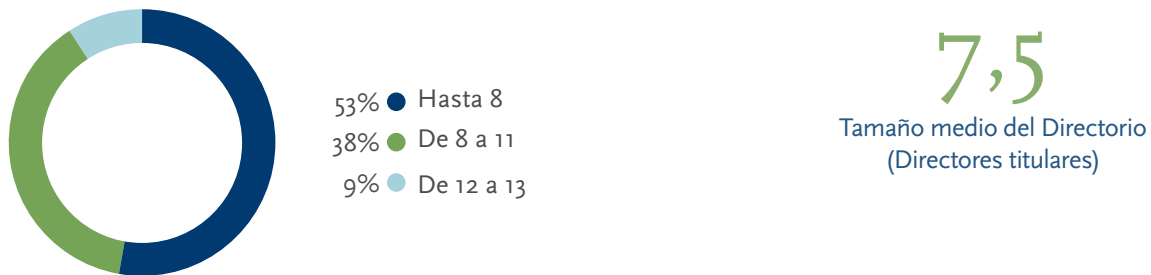 53% Hasta 8
38% De 8 a 11
9% De 12 a 13
7,5
Tamaño medio del Directorio
(Directores titulares)